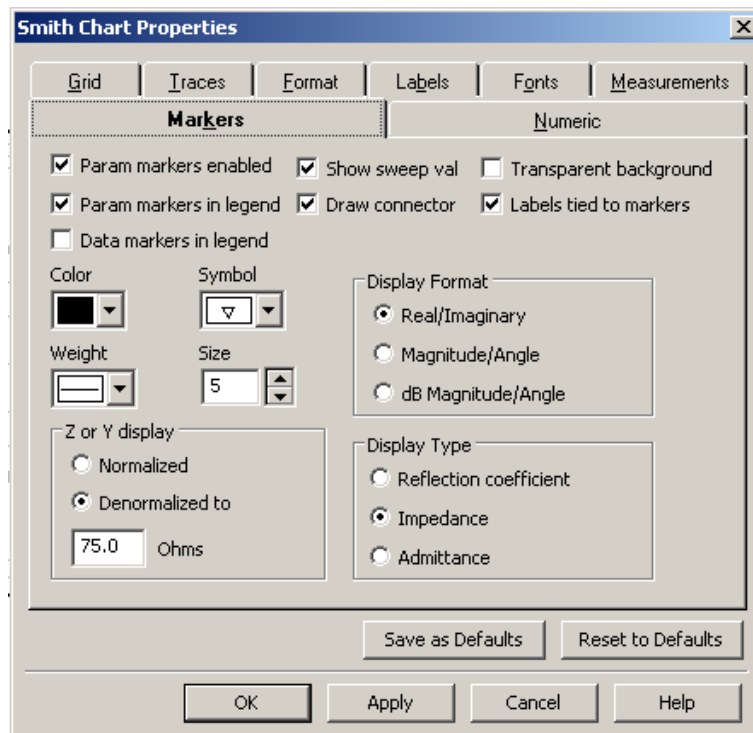 Smith Chart Properties
Grid Traces Format Labels Fonts Measurements
Markers Numeric
Param markers enabled Show sweep val Transparent background
Param markers in legend Draw connector Labels tied to markers
Data markers in legend
Color Symbol
Weight Size
5
Display Format
Real/Imaginary
Magnitude/Angle
dB Magnitude/Angle
Z or Y display
Normalized
Denormalized to
75.0 Ohms
Display Type
Reflection coefficient
Impedance
Admittance
Save as Defaults Reset to Defaults
OK Apply Cancel Help